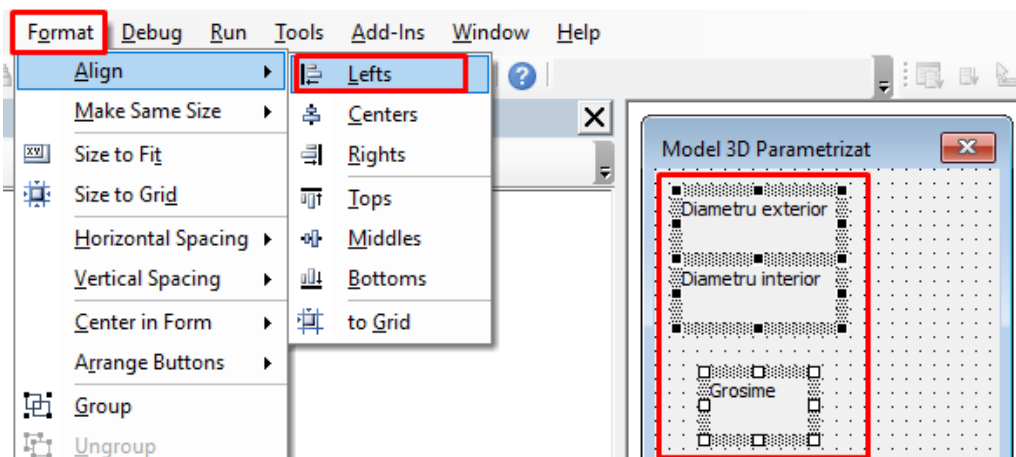 Format Debug Run Tools Add-Ins Window Help
Align
Make Same Size
Size to Fit
Size to Grid
Horizontal Spacing
Vertical Spacing
Center in Form
Arrange Buttons
Group
Ungroup
Lefts
Centers
Rights
Tops
Middles
Bottoms
to Grid
Model 3D Parametrizat
Diametru exterior
Diametru interior
Grosime